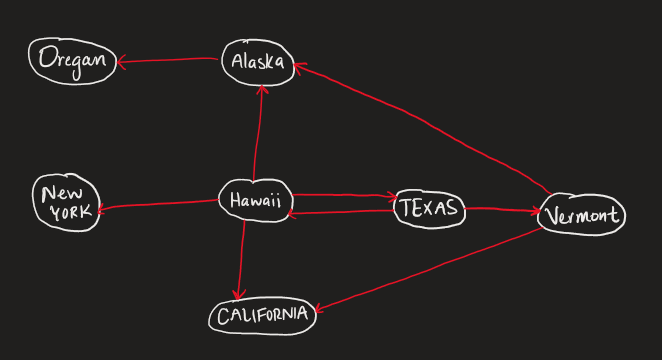 Oregan
Alaska
New
YORK
Hawaii
TEXAS
Vermont
CALIFORNIA